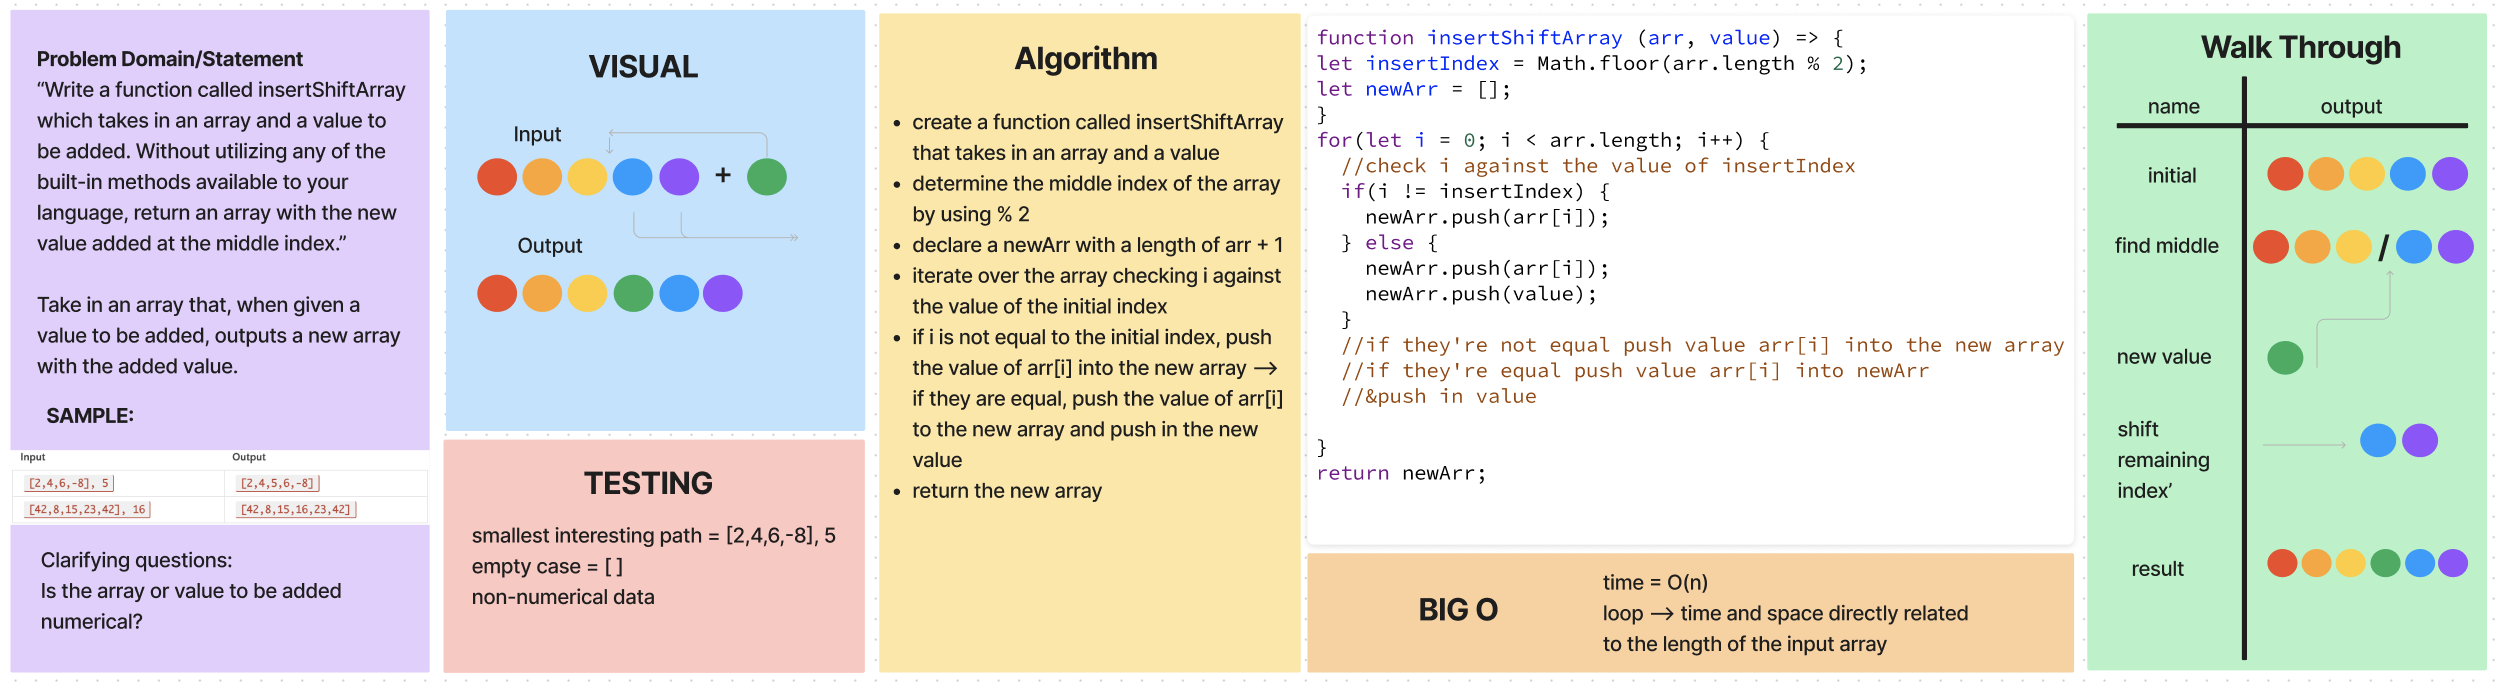 Problem Domain/Statement
“Write a function called insertShiftArray
which takes in an array and a value to
be added. Without utilizing any of the
built-in methods available to your
language, return an array with the new
value added at the middle index.”
Take in an array that, when given a
value to be added, outputs a new array
with the added value.
SAMPLE:
Input Output
[2,4,6,-8], 5 [2,4,5,6,-8]
[42,8,15,23,42], 16 [42,8,15,16,23,42]
Clarifying questions:
Is the array or value to be added
numerical?
VISUAL
Input
+
Output
TESTING
smallest interesting path = [2,4,6,-8], 5
empty case = [ ]
non-numerical data
Algorithm
• create a function called insertShiftArray
that takes in an array and a value
• determine the middle index of the array
by using % 2
• declare a newArr with a length of arr + 1
• iterate over the array checking i against
the value of the initial index
• if i is not equal to the initial index, push
the value of arr[i] into the new array →
if they are equal, push the value of arr[i]
to the new array and push in the new
value
• return the new array
function insertShiftArray (arr, value) => {
let insertIndex = Math.floor(arr.length % 2);
let newArr = [];
}
for(let i = 0; i < arr.length; i++) {
//check i against the value of insertIndex
if(i != insertIndex) {
newArr.push(arr[i]);
} else {
newArr.push(arr[i]);
newArr.push(value);
}
//if they're not equal push value arr[i] into the new array
//if they're equal push value arr[i] into newArr
//&push in value
}
return newArr;
BIG O
time = O(n)
loop → time and space directly related
to the length of the input array
Walk Through
name output
initial
find middle /
new value
shift
remaining
index’
result